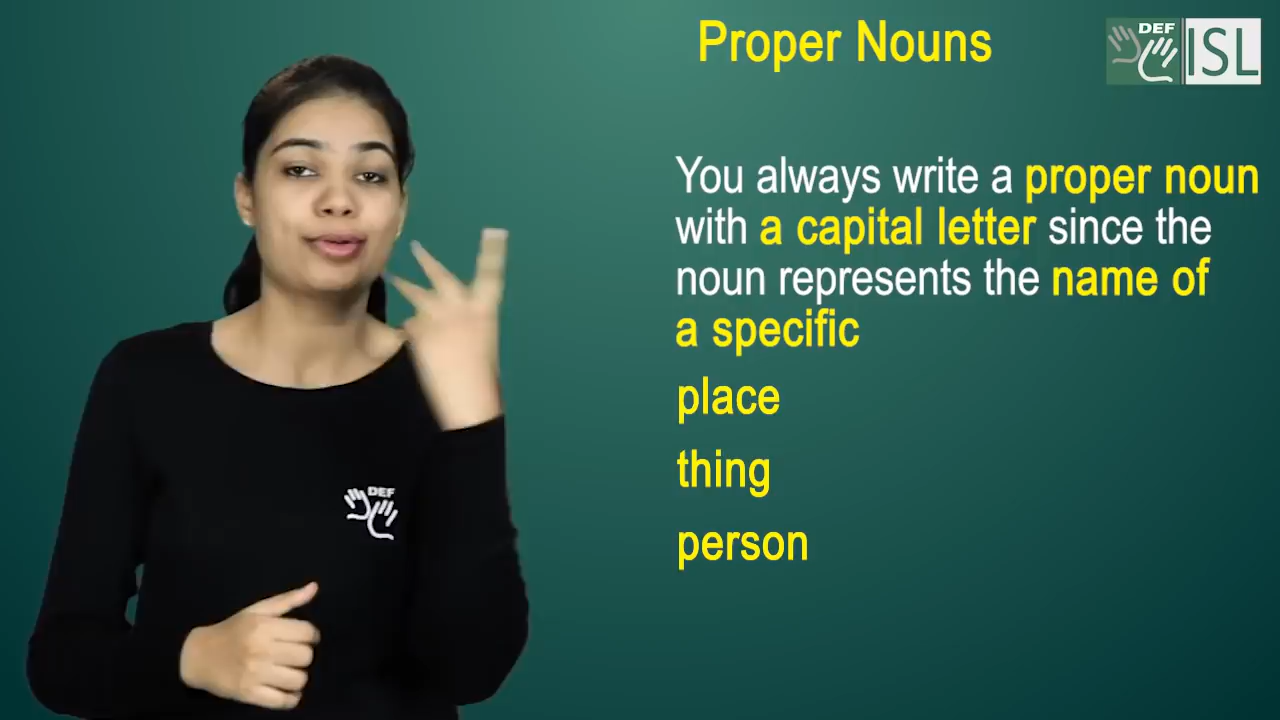 Proper Nouns
DEF
ISL
You always write a proper noun
with a capital letter since the
noun represents the name of
a specific
place
thing
person
DEF